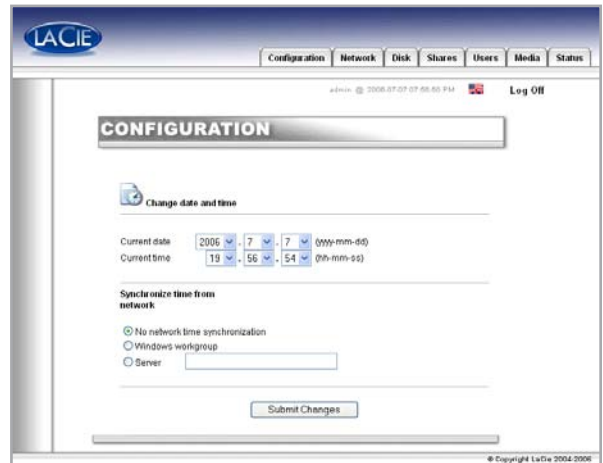 LACIE
Configuration Network Disk Shares Users Media Status
Log Off
CONFIGURATION
Change date and time
Current date 2006 . 7 . 7 (yyyy-mm-dd)
Current time 19 . 56 . 54 (hh-mm-ss)
Synchronize time from
network
No network time synchronization
Windows workgroup
Server
Submit Changes
© Copyright LaCie 2004-2006